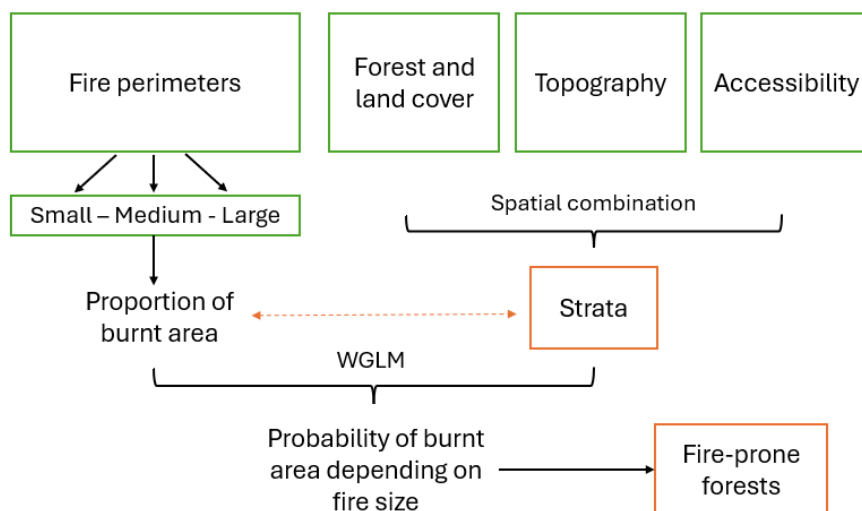 Fire perimeters
Forest and
land cover
Topography
Accessibility
Small – Medium - Large
Spatial combination
Proportion of
burnt area
Strata
WGLM
Probability of burnt
area depending on
fire size
Fire-prone
forests